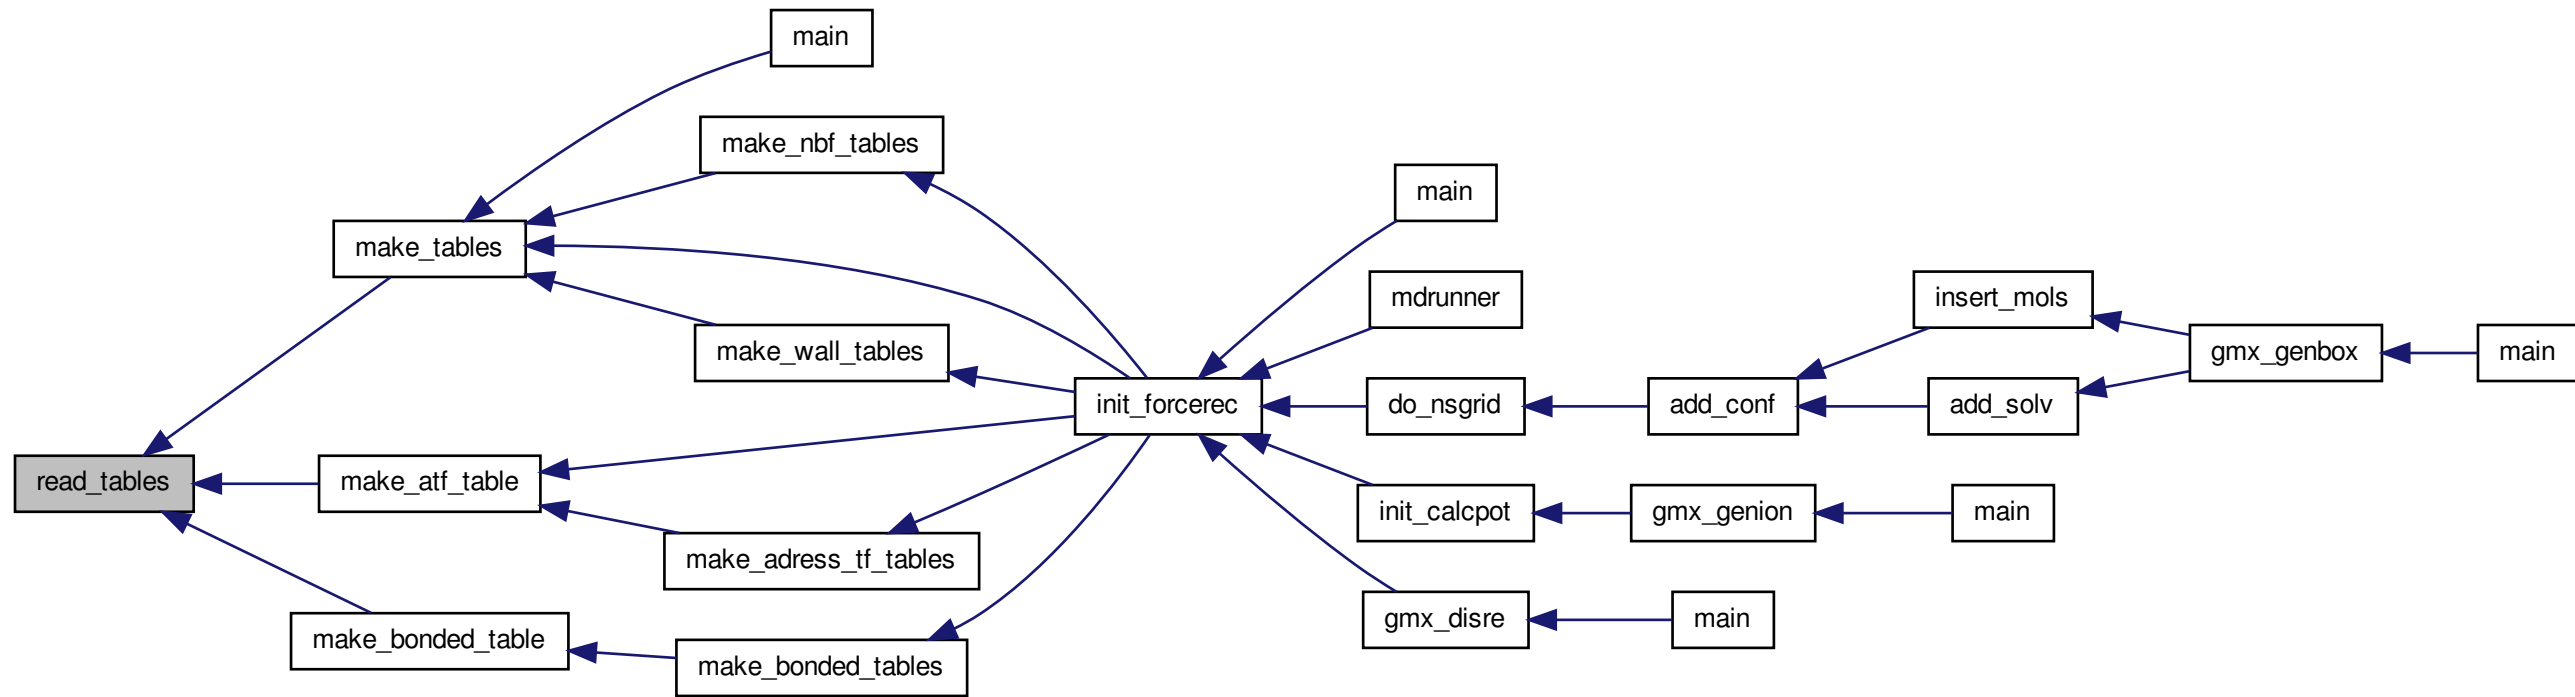 main
make_nbf_tables
make_tables
make_wall_tables
read_tables
make_atf_table
make_adress_tf_tables
make_bonded_table
make_bonded_tables
init_forcerec
main
mdrunner
do_nsgrid
init_calcpot
gmx_disre
add_conf
gmx_genion
main
insert_mols
add_solv
main
gmx_genbox
main